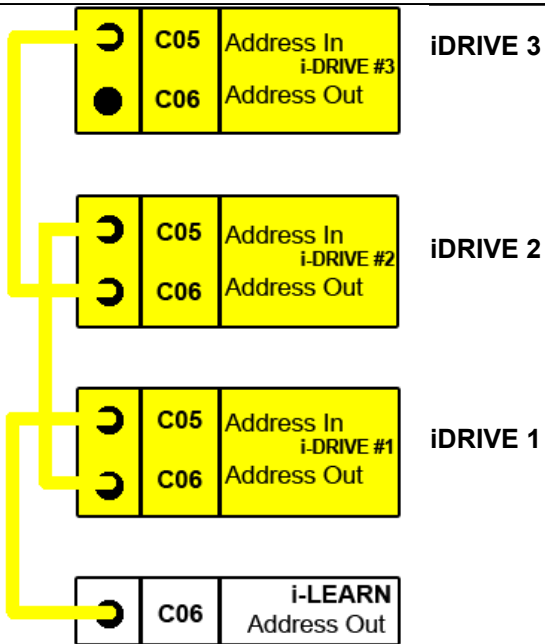 C05 Address In iDRIVE 3
i-DRIVE #3
C06 Address Out
C05 Address In iDRIVE 2
i-DRIVE #2
C06 Address Out
C05 Address In iDRIVE 1
i-DRIVE #1
C06 Address Out
i-LEARN
C06 Address Out